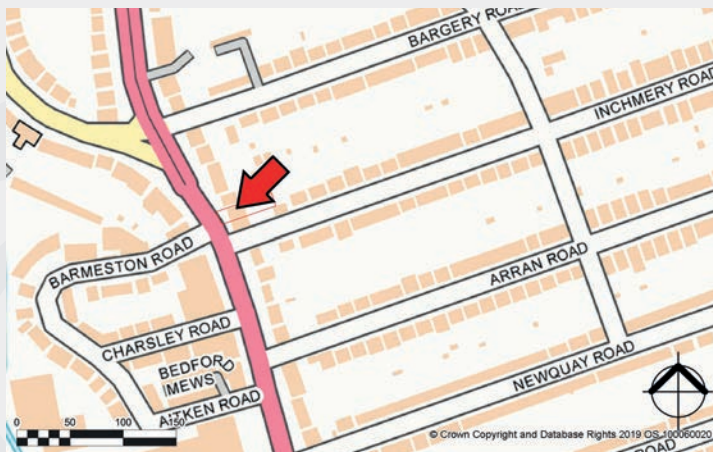 BARGERY ROAD
INCHMERY ROAD
BARMESTON ROAD
ARRAN ROAD
CHARSLEY ROAD
BEDFORD
MEWS
NEWQUAY ROAD
AITKEN ROAD
0 50 100 150
© Crown Copyright and Database Rights 2019 OS 100060020